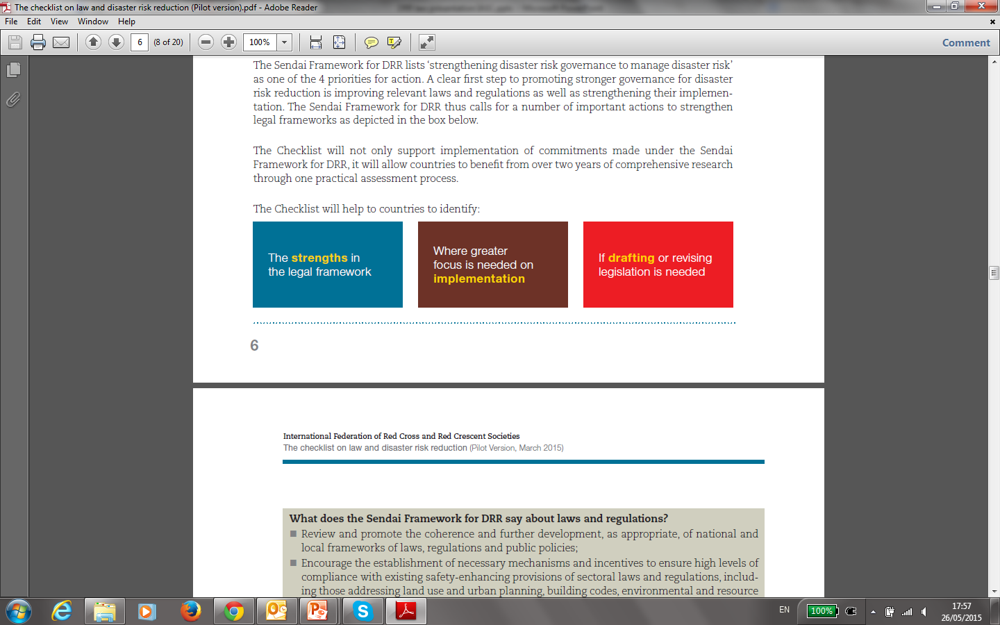 The checklist on law and disaster risk reduction (Pilot version).pdf - Adobe Reader
File Edit View Window Help
6 (8 of 20) 100% Comment
The Sendai Framework for DRR lists ‘strengthening disaster risk governance to manage disaster risk’
as one of the 4 priorities for action. A clear first step to promoting stronger governance for disaster
risk reduction is improving relevant laws and regulations as well as strengthening their implemen-
tation. The Sendai Framework for DRR thus calls for a number of important actions to strengthen
legal frameworks as depicted in the box below.
The Checklist will not only support implementation of commitments made under the Sendai
Framework for DRR, it will allow countries to benefit from over two years of comprehensive research
through one practical assessment process.
The Checklist will help to countries to identify:
The strengths in
the legal framework
Where greater
focus is needed on
implementation
If drafting or revising
legislation is needed
6
International Federation of Red Cross and Red Crescent Societies
The checklist on law and disaster risk reduction (Pilot Version, March 2015)
What does the Sendai Framework for DRR say about laws and regulations?
Review and promote the coherence and further development, as appropriate, of national and
local frameworks of laws, regulations and public policies;
Encourage the establishment of necessary mechanisms and incentives to ensure high levels of
compliance with existing safety-enhancing provisions of sectoral laws and regulations, includ-
ing those addressing land use and urban planning, building codes, environmental and resource
EN 100% 17:57
26/05/2015